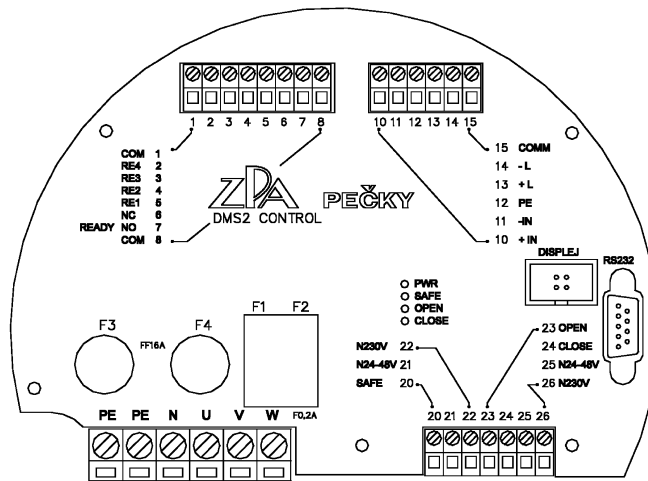 1 2 3 4 5 6 7 8
10 11 12 13 14 15
COM 1
RE4 2
RE3 3
RE2 4
RE1 5
NC 6
READY NO 7
COM 8
ZPA PEČKY
DMS2 CONTROL
15 COMM
14 -L
13 +L
12 PE
11 -IN
10 +IN
DISPLEJ
RS232
PWR
SAFE
OPEN
CLOSE
F3
FF16A
F4
F1 F2
F0,2A
N230V 22
N24-48V 21
SAFE 20
23 OPEN
24 CLOSE
25 N24-48V
26 N230V
PE PE N U V W
20 21 22 23 24 25 26